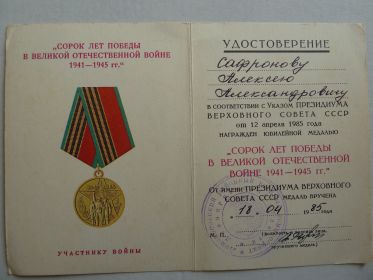 „СОРОК ЛЕТ ПОБЕДЫ
В ВЕЛИКОЙ ОТЕЧЕСТВЕННОЙ ВОЙНЕ
1941—1945 гг.“
УЧАСТНИКУ ВОЙНЫ
УДОСТОВЕРЕНИЕ
Сафронову
Алексею
Александровичу
В СООТВЕТСТВИИ С УКАЗОМ ПРЕЗИДИУМА
ВЕРХОВНОГО СОВЕТА СССР
от 12 апреля 1985 года
НАГРАЖДЕН ЮБИЛЕЙНОЙ МЕДАЛЬЮ
„СОРОК ЛЕТ ПОБЕДЫ
В ВЕЛИКОЙ ОТЕЧЕСТВЕННОЙ
ВОЙНЕ 1941—1945 гг.“
От имени ПРЕЗИДИУМА ВЕРХОВНОГО
СОВЕТА СССР МЕДАЛЬ ВРУЧЕНА
„18“ 04 1985 года
М. П.